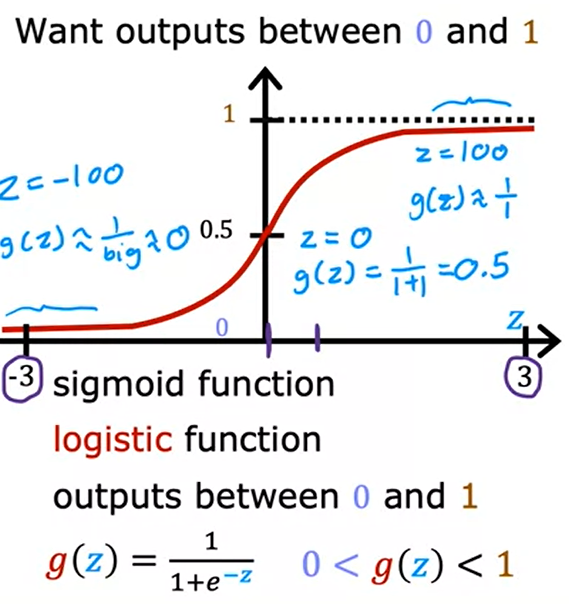 Want outputs between 0 and 1
1
z = -100
z = 100
g(z) ≈ 1/1
g(z) ≈ 1/big ≈ 0
0.5
z = 0
g(z) = 1/1+1 = 0.5
0
z
-3
3
sigmoid function
logistic function
outputs between 0 and 1
g(z) = 1/1+e^-z 0 < g(z) < 1